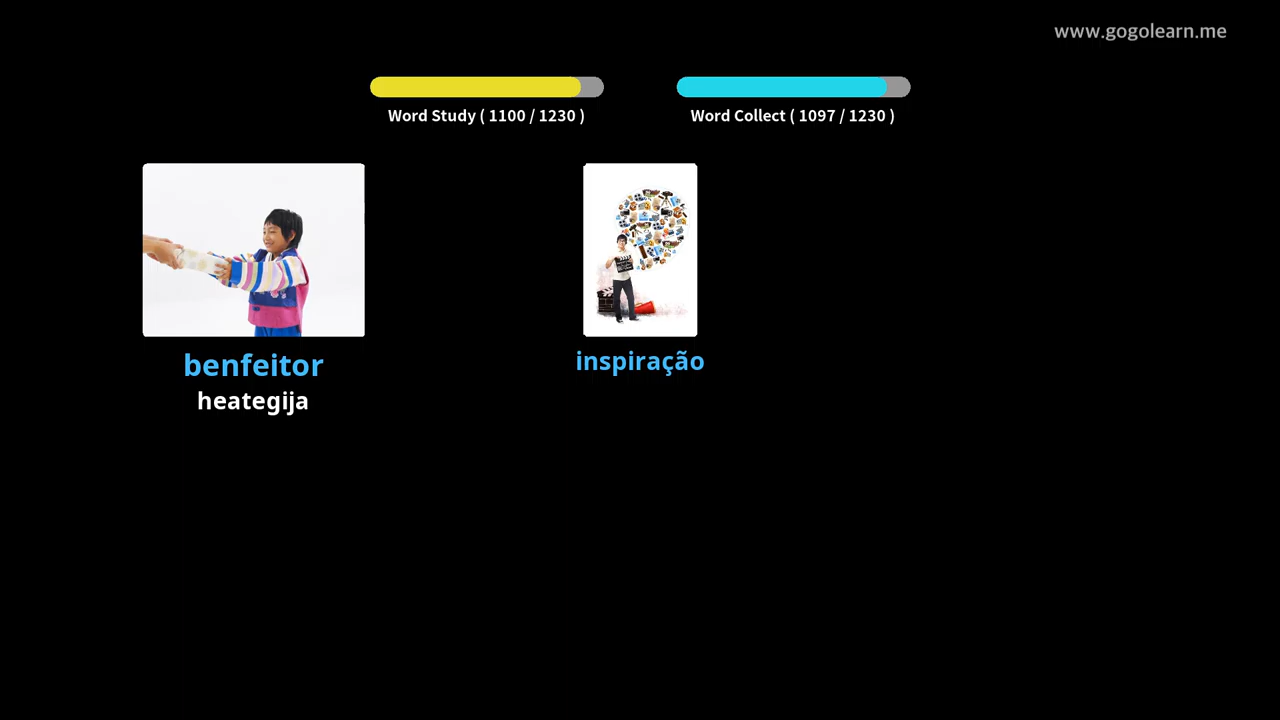 www.gogolearn.me
Word Study ( 1100 / 1230 )
Word Collect ( 1097 / 1230 )
benfeitor
heategija
inspiração